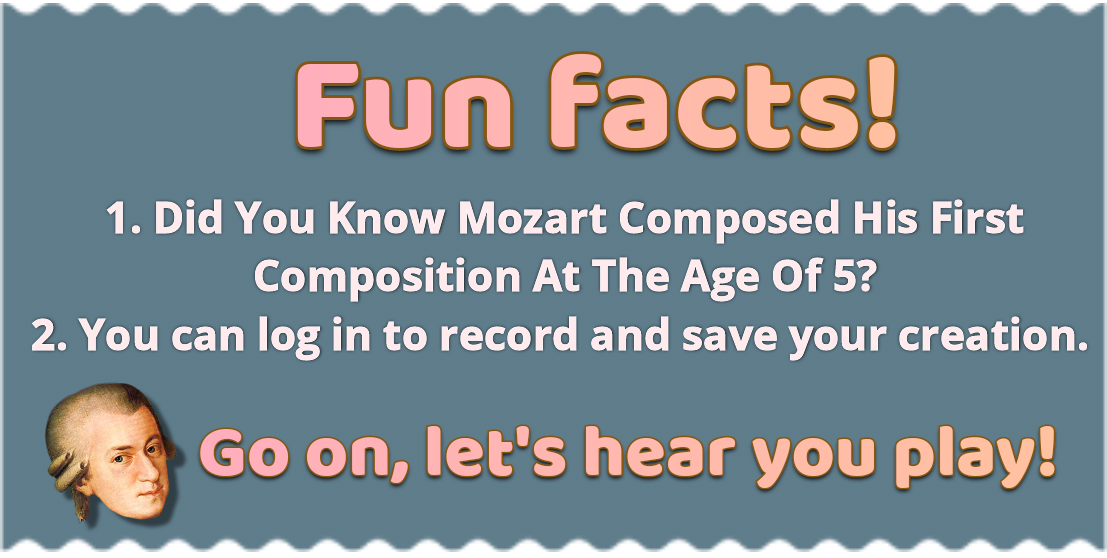 Fun facts!
1. Did You Know Mozart Composed His First
Composition At The Age Of 5?
2. You can log in to record and save your creation.
Go on, let's hear you play!